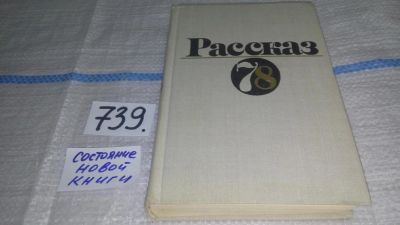 Рассказ
78
739.
СОСТОЯНИЕ
НОВОЙ
КНИГИ